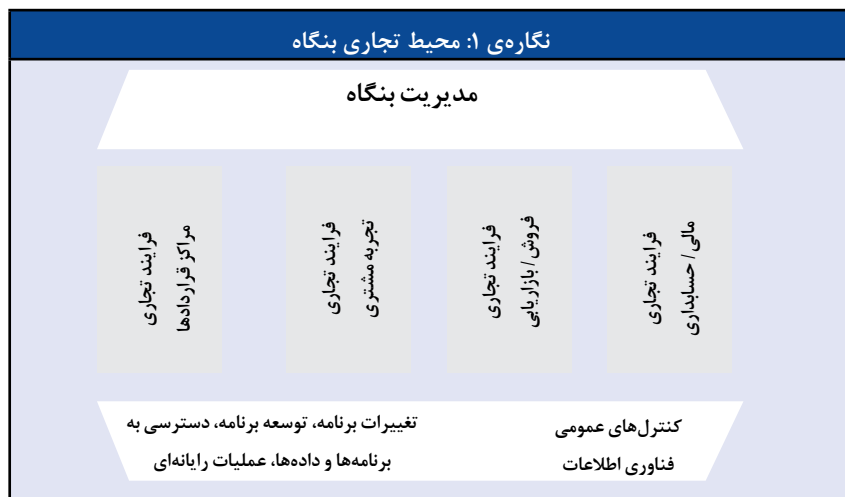 نگاره‌ی ۱: محیط تجاری بنگاه
مدیریت بنگاه
فرایند تجاری
مالی/حسابداری
فرایند تجاری
فروش/بازاریابی
فرایند تجاری
تجربه مشتری
فرایند تجاری
مراکز قراردادها
کنترل‌های عمومی
فناوری اطلاعات
تغییرات برنامه، توسعه برنامه، دسترسی به
برنامه‌ها و داده‌ها، عملیات رایانه‌ای